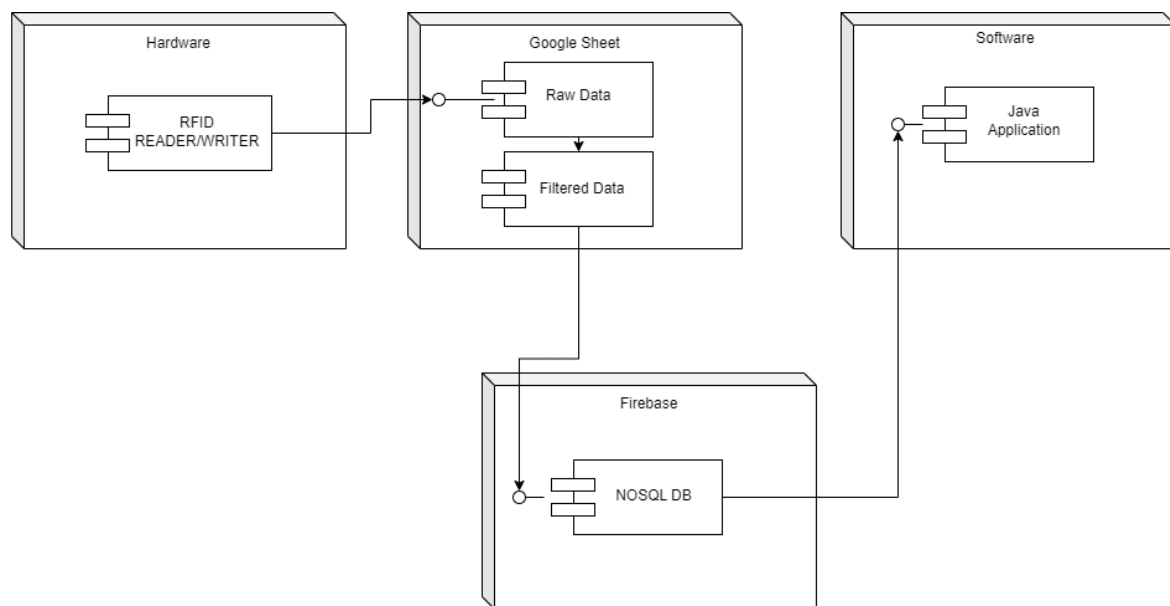 Hardware
RFID
READER/WRITER
Google Sheet
Raw Data
Filtered Data
Software
Java
Application
Firebase
NOSQL DB